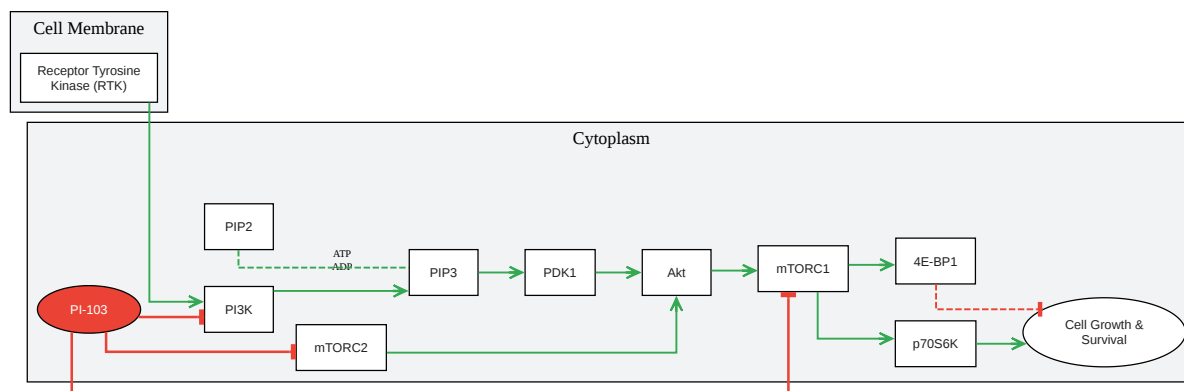 Cell Membrane
Receptor Tyrosine
Kinase (RTK)
Cytoplasm
PIP2
ATP
ADP
PIP3
PDK1
Akt
mTORC1
4E-BP1
PI-103
PI3K
mTORC2
p70S6K
Cell Growth &
Survival